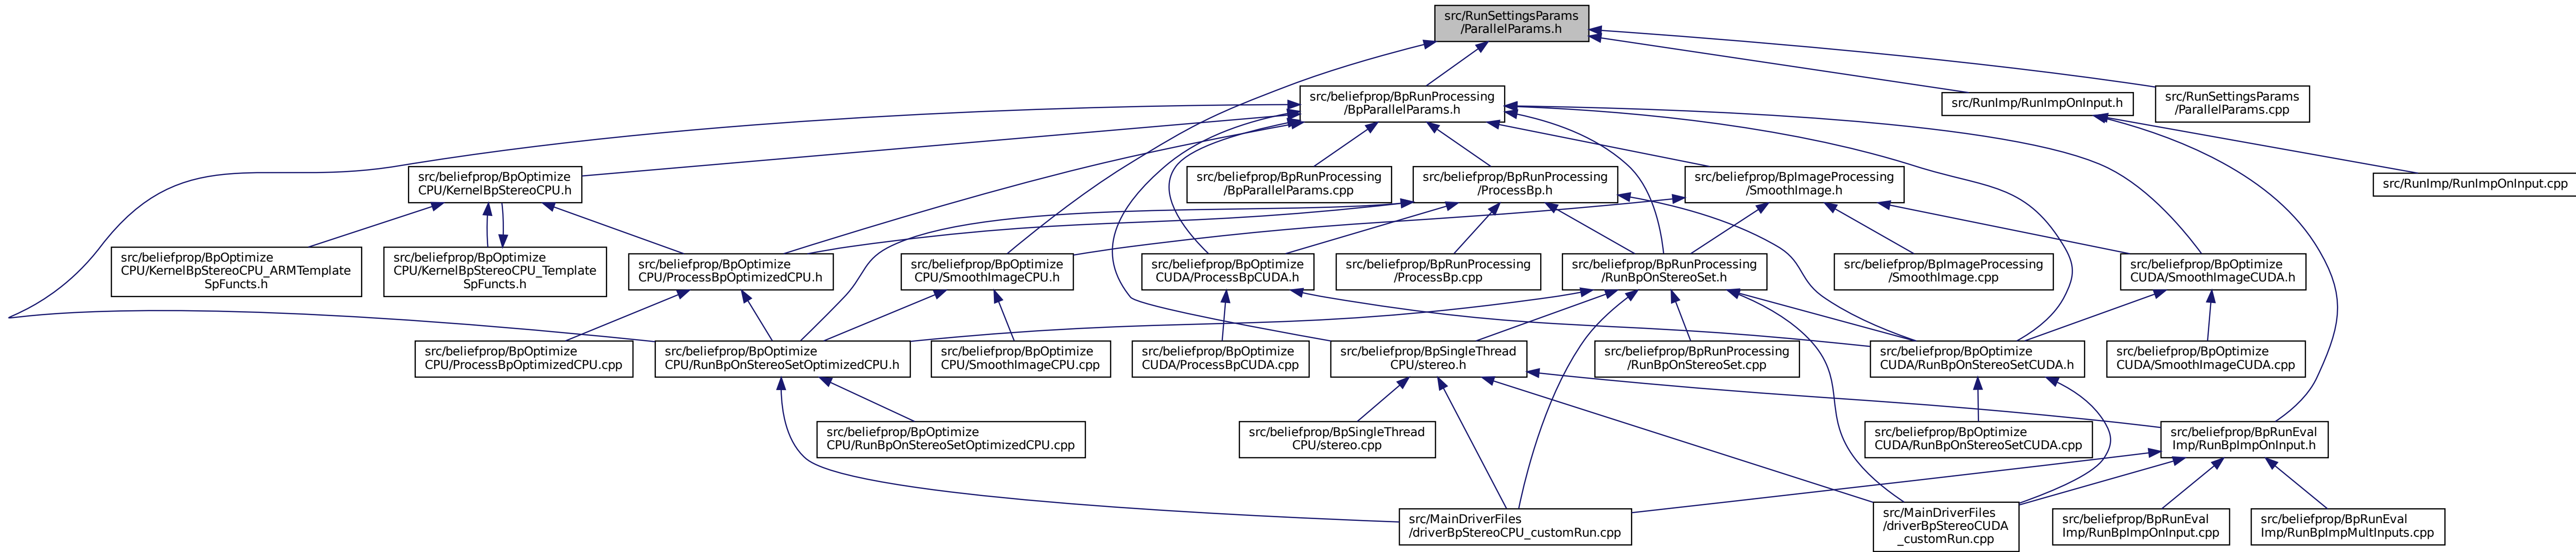 src/RunSettingsParams
/ParallelParams.h
src/beliefprop/BpRunProcessing
/BpParallelParams.h
src/RunImp/RunImpOnInput.h
src/RunSettingsParams
/ParallelParams.cpp
src/beliefprop/BpOptimize
CPU/KernelBpStereoCPU.h
src/beliefprop/BpRunProcessing
/BpParallelParams.cpp
src/beliefprop/BpRunProcessing
/ProcessBp.h
src/beliefprop/BpImageProcessing
/SmoothImage.h
src/RunImp/RunImpOnInput.cpp
src/beliefprop/BpOptimize
CPU/KernelBpStereoCPU_ARMTemplate
SpFuncts.h
src/beliefprop/BpOptimize
CPU/KernelBpStereoCPU_Template
SpFuncts.h
src/beliefprop/BpOptimize
CPU/ProcessBpOptimizedCPU.h
src/beliefprop/BpOptimize
CPU/SmoothImageCPU.h
src/beliefprop/BpOptimize
CUDA/ProcessBpCUDA.h
src/beliefprop/BpRunProcessing
/ProcessBp.cpp
src/beliefprop/BpRunProcessing
/RunBpOnStereoSet.h
src/beliefprop/BpImageProcessing
/SmoothImage.cpp
src/beliefprop/BpOptimize
CUDA/SmoothImageCUDA.h
src/beliefprop/BpOptimize
CPU/ProcessBpOptimizedCPU.cpp
src/beliefprop/BpOptimize
CPU/RunBpOnStereoSetOptimizedCPU.h
src/beliefprop/BpOptimize
CPU/SmoothImageCPU.cpp
src/beliefprop/BpOptimize
CUDA/ProcessBpCUDA.cpp
src/beliefprop/BpSingleThread
CPU/stereo.h
src/beliefprop/BpRunProcessing
/RunBpOnStereoSet.cpp
src/beliefprop/BpOptimize
CUDA/RunBpOnStereoSetCUDA.h
src/beliefprop/BpOptimize
CUDA/SmoothImageCUDA.cpp
src/beliefprop/BpOptimize
CPU/RunBpOnStereoSetOptimizedCPU.cpp
src/beliefprop/BpSingleThread
CPU/stereo.cpp
src/beliefprop/BpOptimize
CUDA/RunBpOnStereoSetCUDA.cpp
src/beliefprop/BpRunEval
Imp/RunBpImpOnInput.h
src/MainDriverFiles
/driverBpStereoCPU_customRun.cpp
src/MainDriverFiles
/driverBpStereoCUDA
_customRun.cpp
src/beliefprop/BpRunEval
Imp/RunBpImpOnInput.cpp
src/beliefprop/BpRunEval
Imp/RunBpImpMultInputs.cpp